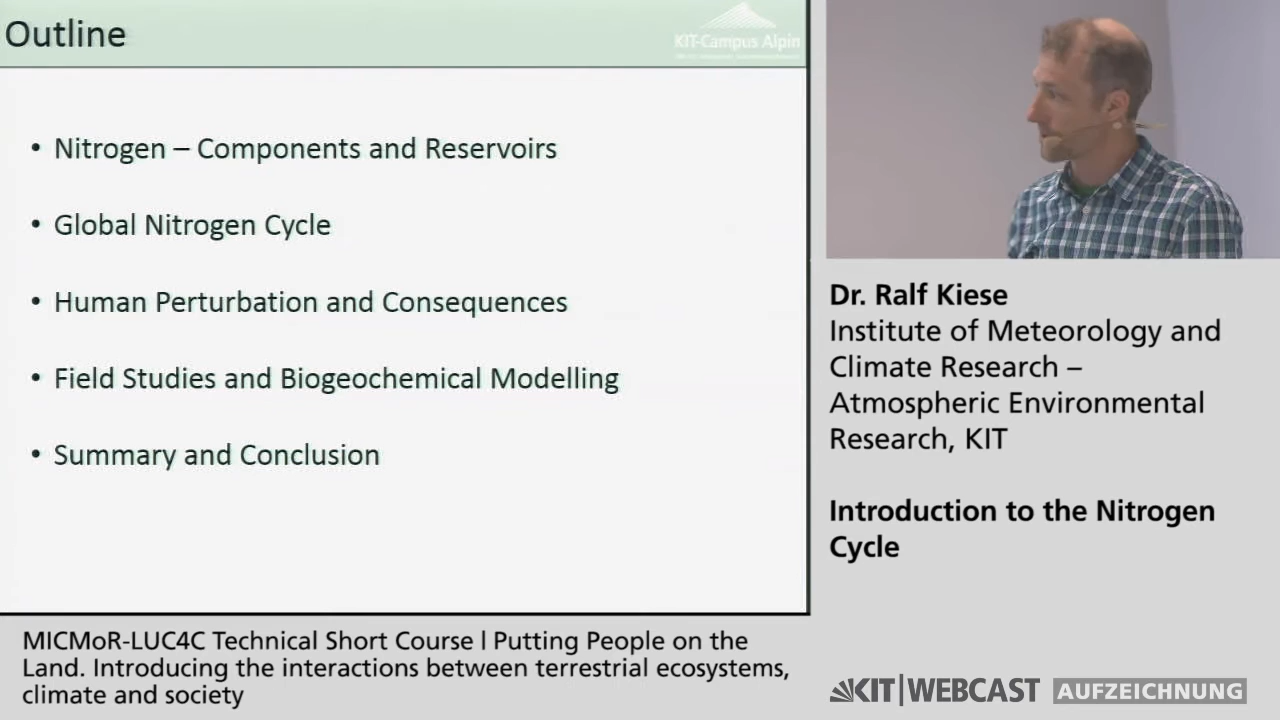 Outline
KIT-Campus Alpin
• Nitrogen – Components and Reservoirs
• Global Nitrogen Cycle
• Human Perturbation and Consequences
• Field Studies and Biogeochemical Modelling
• Summary and Conclusion
Dr. Ralf Kiese
Institute of Meteorology and
Climate Research –
Atmospheric Environmental
Research, KIT
Introduction to the Nitrogen
Cycle
MICMoR-LUC4C Technical Short Course | Putting People on the
Land. Introducing the interactions between terrestrial ecosystems,
climate and society
KIT|WEBCAST AUFZEICHNUNG